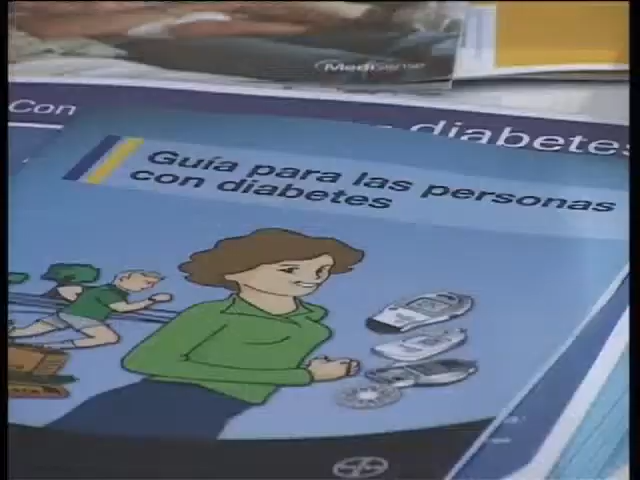 MediSense
Con
diabetes
Guía para las personas
con diabetes